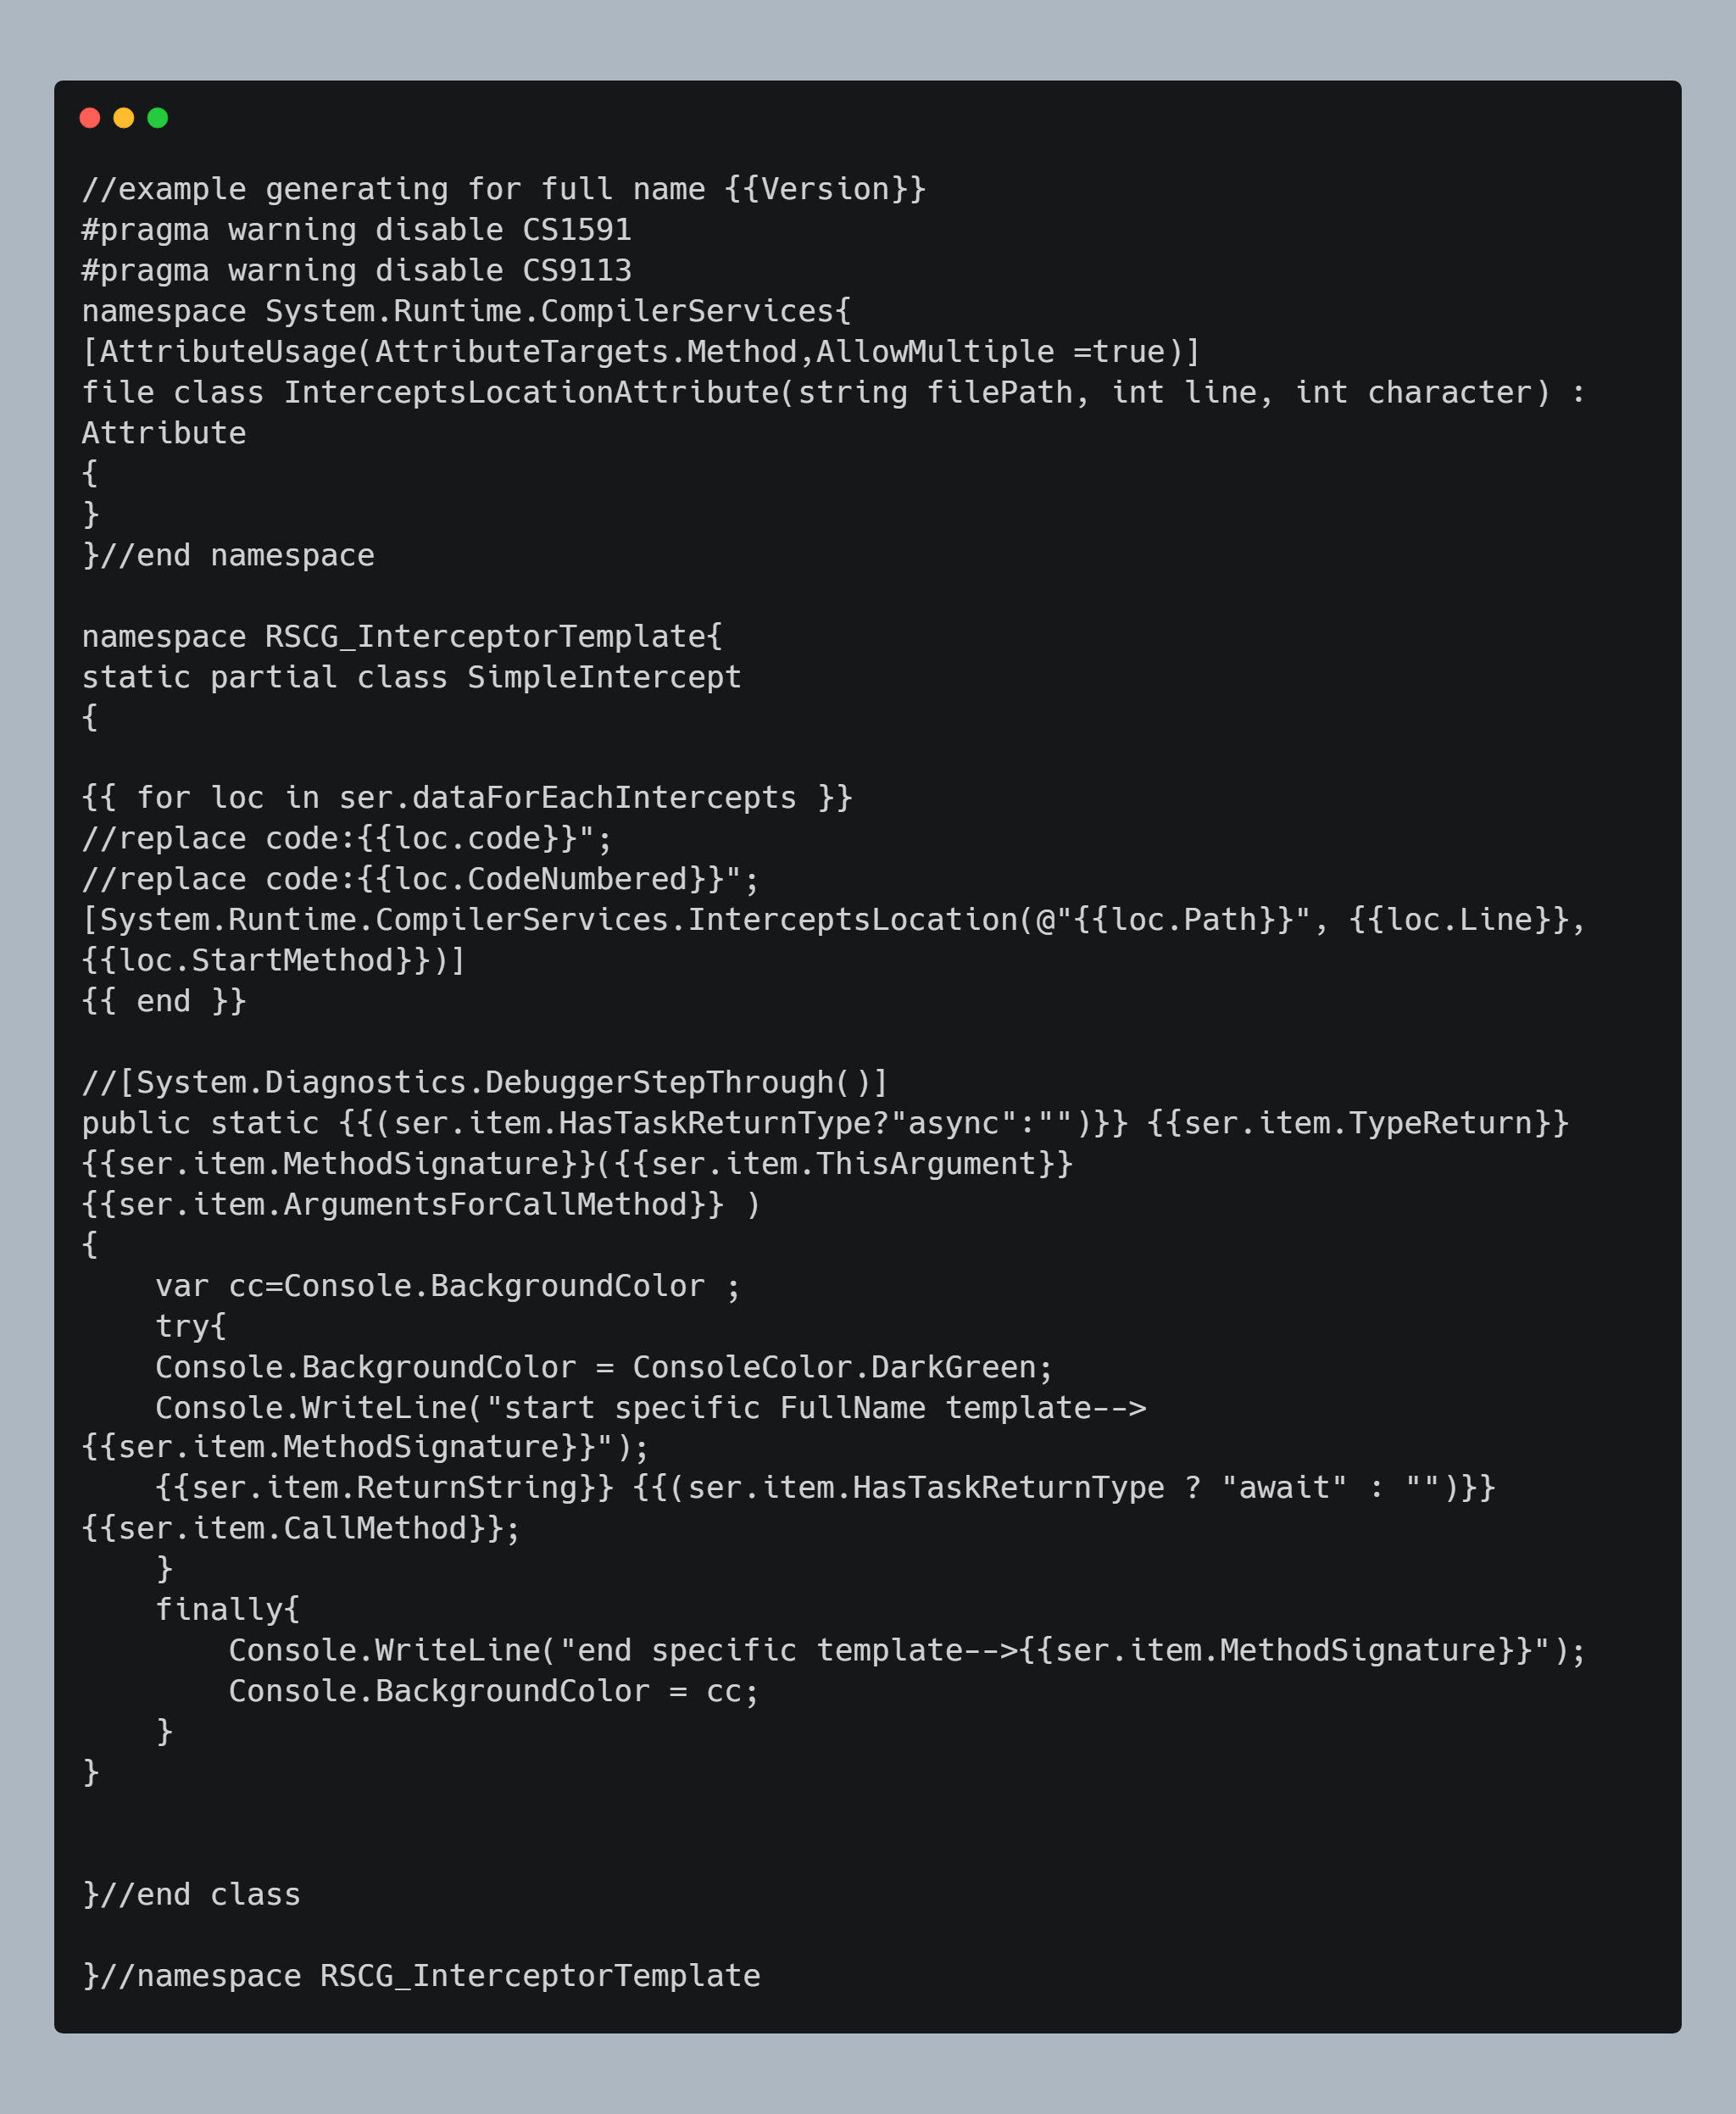 //example generating for full name {{Version}}
#pragma warning disable CS1591
#pragma warning disable CS9113
namespace System.Runtime.CompilerServices{
[AttributeUsage(AttributeTargets.Method,AllowMultiple =true)]
file class InterceptsLocationAttribute(string filePath, int line, int character) :
Attribute
{
}
}//end namespace

namespace RSCG_InterceptorTemplate{
static partial class SimpleIntercept
{

{{ for loc in ser.dataForEachIntercepts }}
//replace code:{{loc.code}}";
//replace code:{{loc.CodeNumbered}}";
[System.Runtime.CompilerServices.InterceptsLocation(@"{{loc.Path}}", {{loc.Line}},
{{loc.StartMethod}})]
{{ end }}

//[System.Diagnostics.DebuggerStepThrough()]
public static {{(ser.item.HasTaskReturnType?"async":"")}} {{ser.item.TypeReturn}}
{{ser.item.MethodSignature}}({{ser.item.ThisArgument}}
{{ser.item.ArgumentsForCallMethod}} )
{
    var cc=Console.BackgroundColor ;
    try{
    Console.BackgroundColor = ConsoleColor.DarkGreen;
    Console.WriteLine("start specific FullName template-->
{{ser.item.MethodSignature}}");
    {{ser.item.ReturnString}} {{(ser.item.HasTaskReturnType ? "await" : "")}}
{{ser.item.CallMethod}};
    }
    finally{
        Console.WriteLine("end specific template-->{{ser.item.MethodSignature}}");
        Console.BackgroundColor = cc;
    }
}


}//end class

}//namespace RSCG_InterceptorTemplate